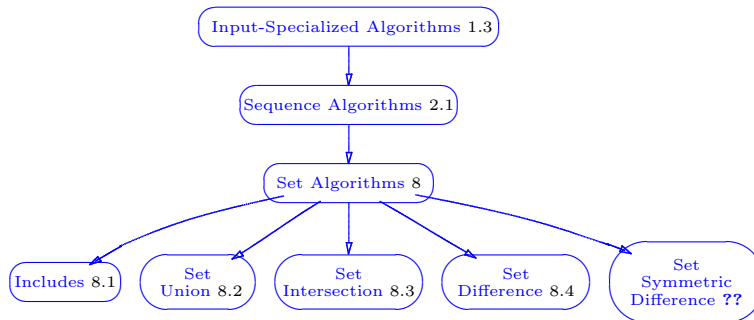 Input-Specialized Algorithms 1.3
Sequence Algorithms 2.1
Set Algorithms 8
Includes 8.1
Set
Union 8.2
Set
Intersection 8.3
Set
Difference 8.4
Set
Symmetric
Difference ??